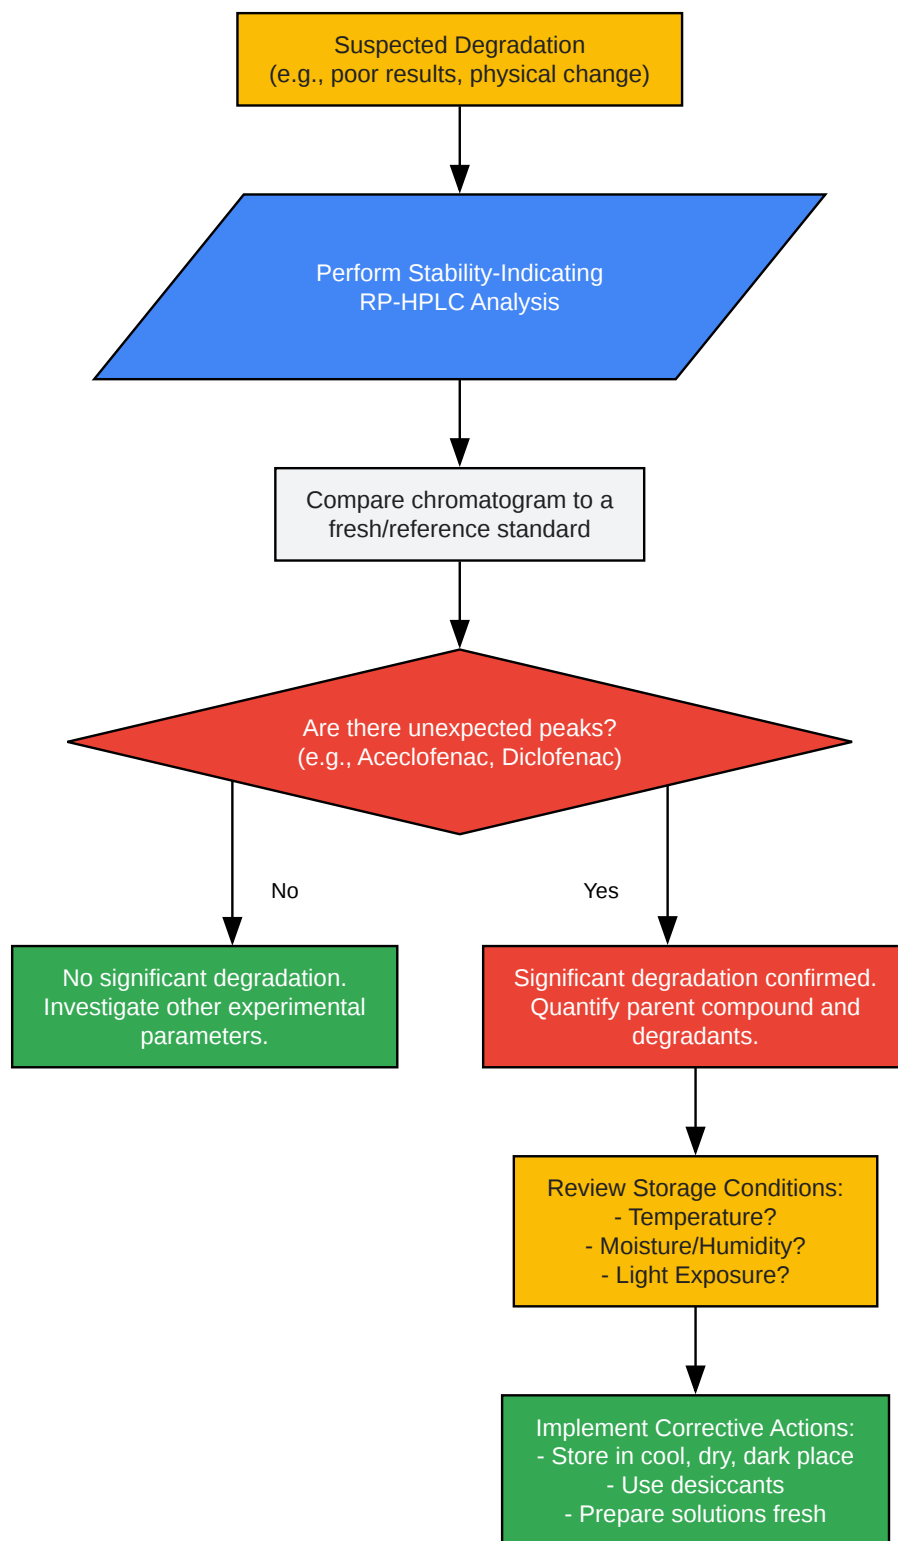 Suspected Degradation
(e.g., poor results, physical change)
Perform Stability-Indicating
RP-HPLC Analysis
Compare chromatogram to a
fresh/reference standard
Are there unexpected peaks?
(e.g., Aceclofenac, Diclofenac)
No
Yes
No significant degradation.
Investigate other experimental
parameters.
Significant degradation confirmed.
Quantify parent compound and
degradants.
Review Storage Conditions:
- Temperature?
- Moisture/Humidity?
- Light Exposure?
Implement Corrective Actions:
- Store in cool, dry, dark place
- Use desiccants
- Prepare solutions fresh